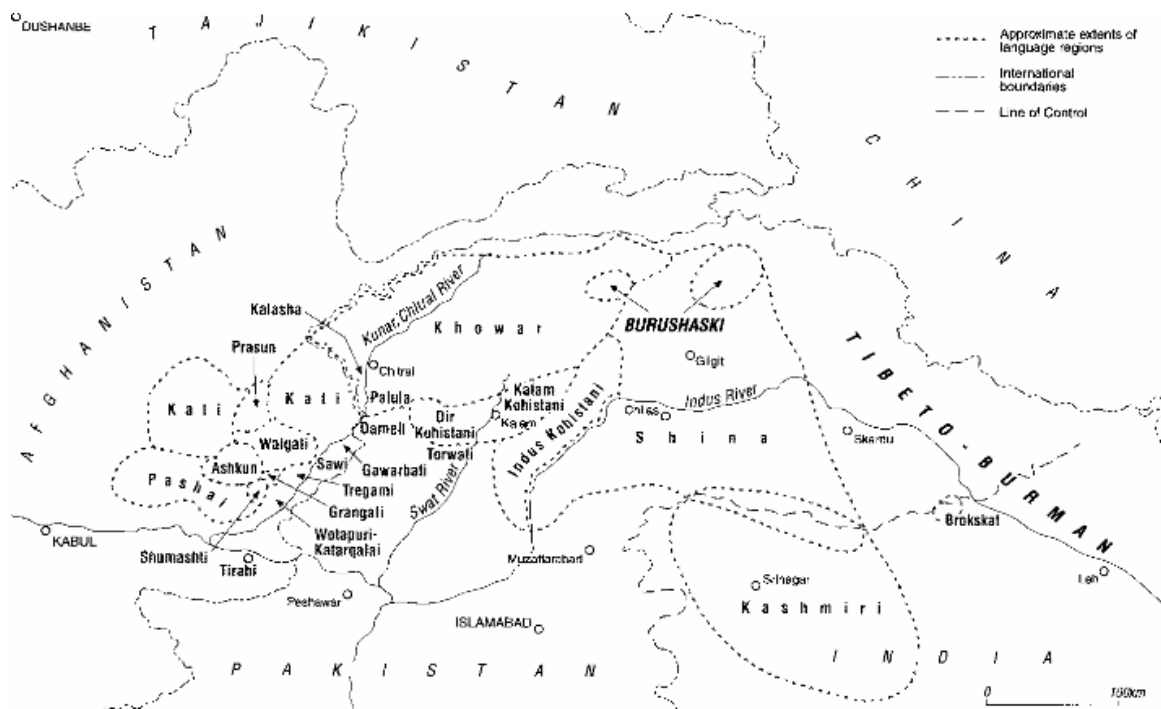 DUSHANBE
T A J I K I S T A N
Approximate extents of
language regions
International
boundaries
Line of Control
C H I N A
A F G H A N I S T A N
Kunar, Chitral River
Kalasha
Khowar
BURUSHASKI
Prasun
Chitral
Gilgit
Kati
Kati
Palula
Kalam
Kohistani
Indus River
T I B E T O - B U R M A N
Dameli
Dir
Kohistani
Kalam
Indus Kohistani
Chilas
Shina
Skardu
Waigali
Torwali
Ashkun
Sawi
Gawarbati
Pashai
Tregami
Swat River
Grangali
Brokskat
KABUL
Wotapuri-
Katarqalai
Shumashti
Tirahi
Muzaffarabad
Leh
Srinagar
Peshawar
Kashmiri
ISLAMABAD
P A K I S T A N
I N D I A
0 100km